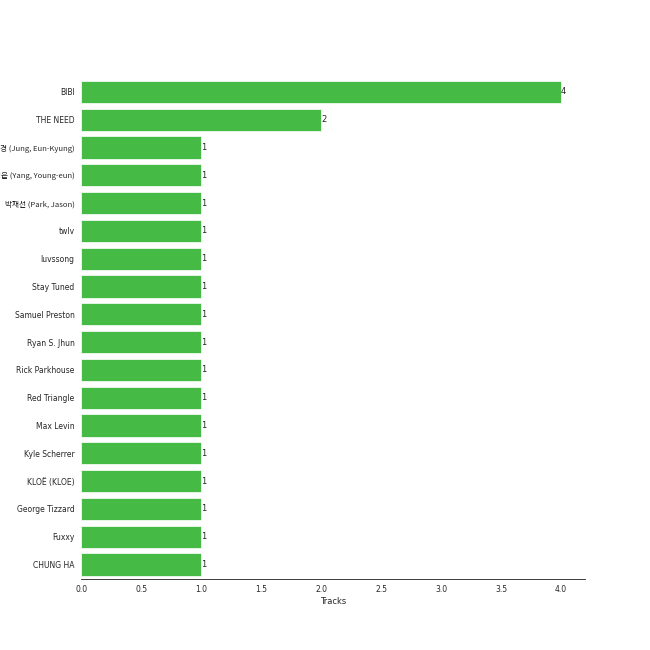 BIBI 4
THE NEED 2
경 (Jung, Eun-Kyung) 1
(Yang, Young-eun) 1
박재선 (Park, Jason) 1
twlv 1
luvssong 1
Stay Tuned 1
Samuel Preston 1
Ryan S. Jhun 1
Rick Parkhouse 1
Red Triangle 1
Max Levin 1
Kyle Scherrer 1
KLOË (KLOE) 1
George Tizzard 1
Fuxxy 1
CHUNG HA 1
0.0 0.5 1.0 1.5 2.0 2.5 3.0 3.5 4.0
Tracks